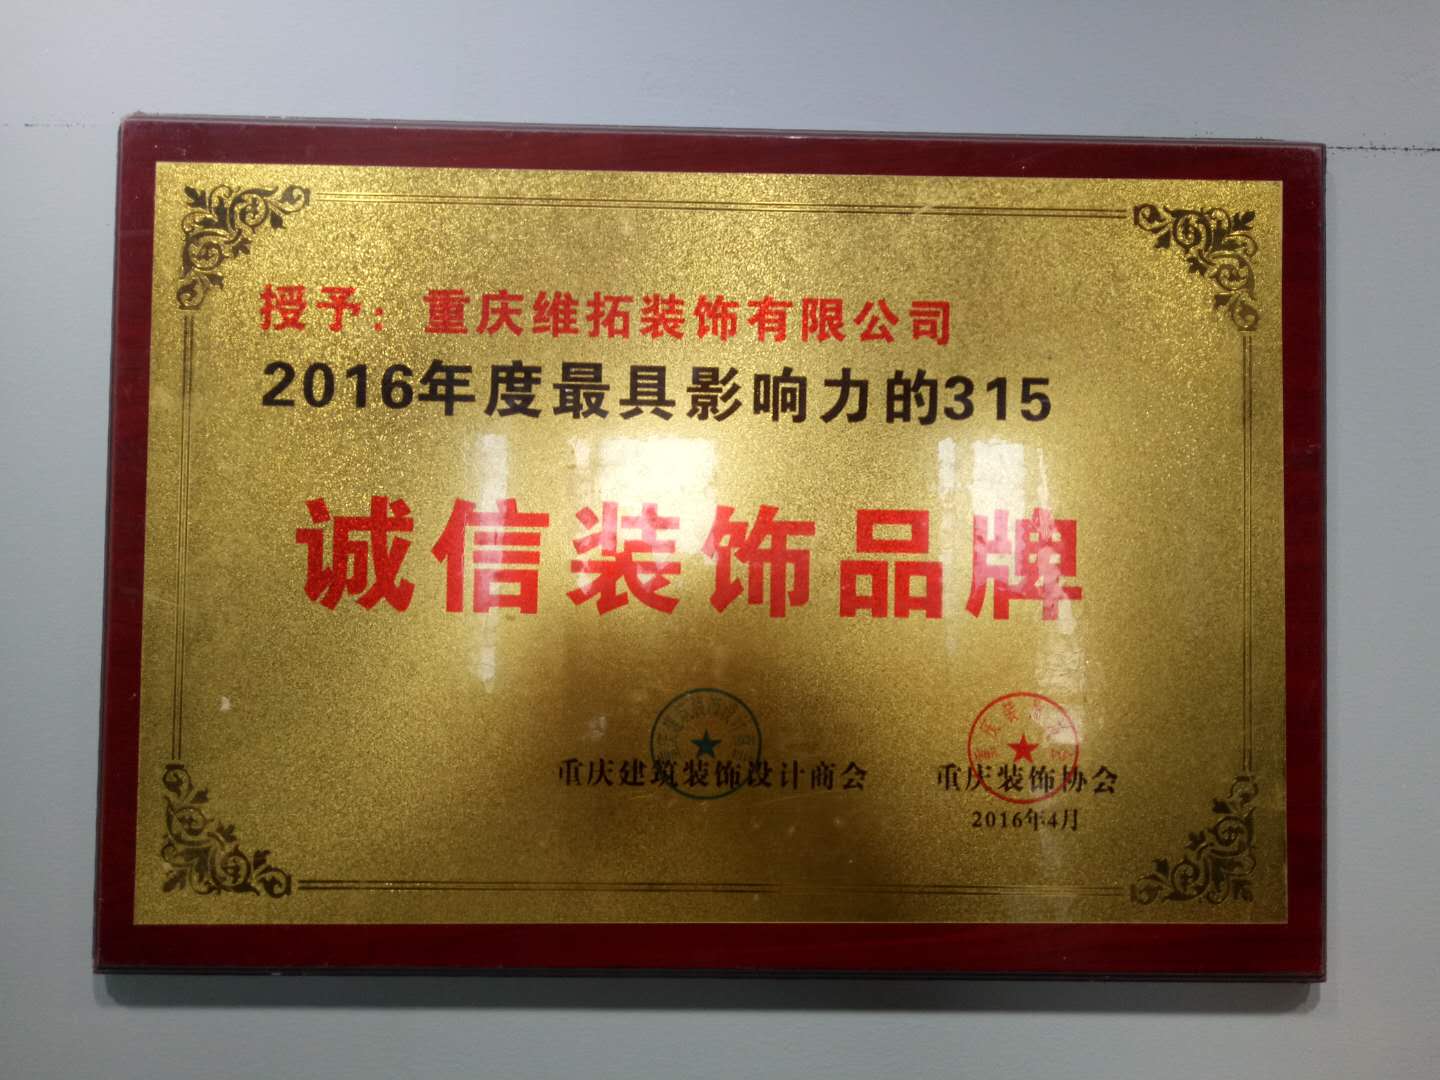 授予：重庆维拓装饰有限公司
2016年度最具影响力的315
诚信装饰品牌
重庆建筑装饰设计商会
重庆装饰协会
2016年4月